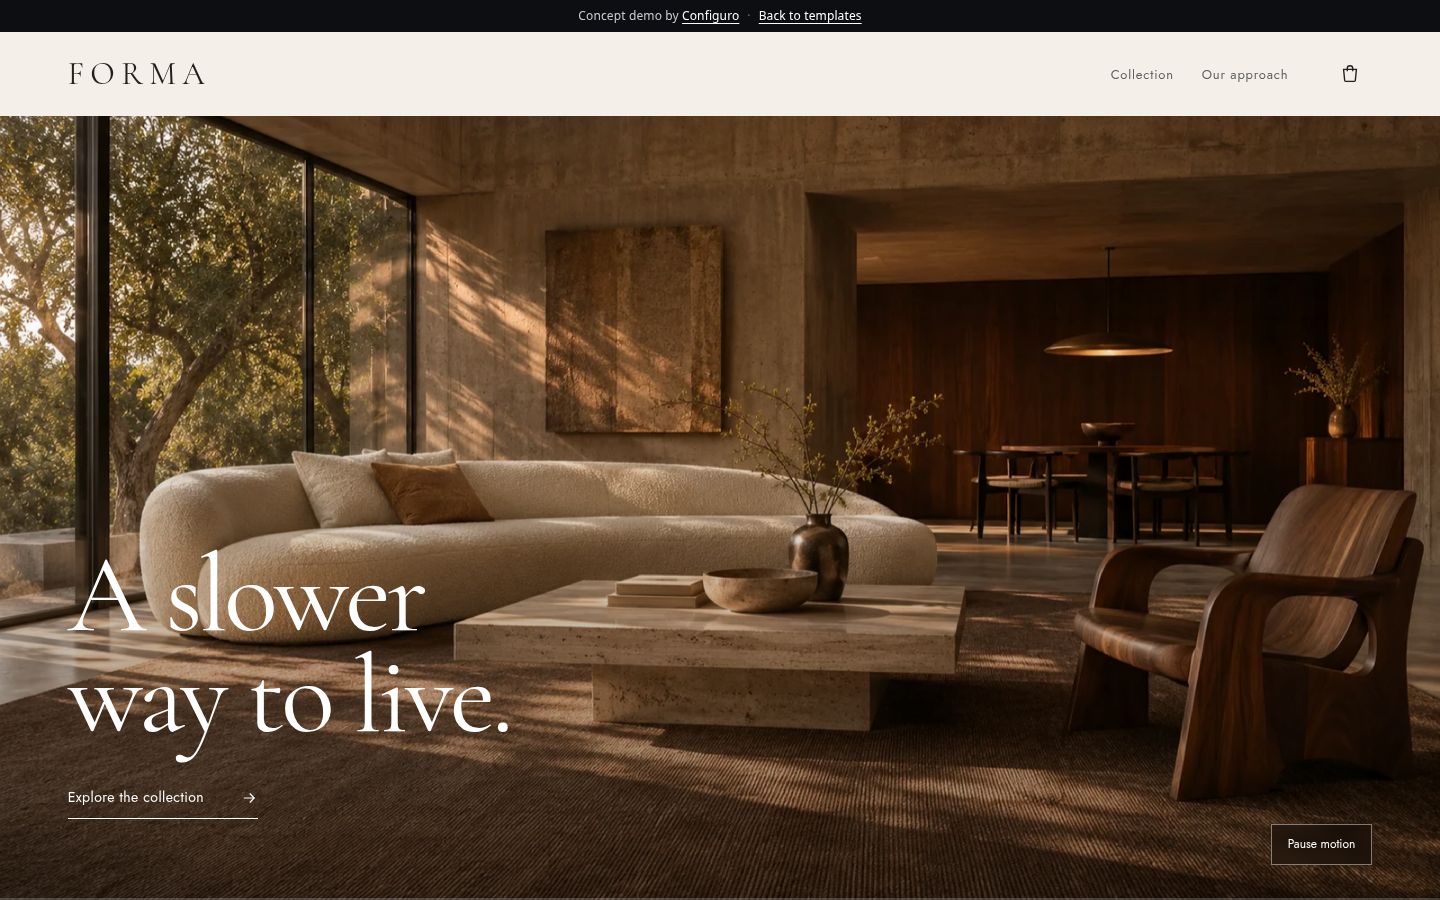 Concept demo by Configuro · Back to templates
FORMA
Collection
Our approach
A slower
way to live.
Explore the collection →
Pause motion